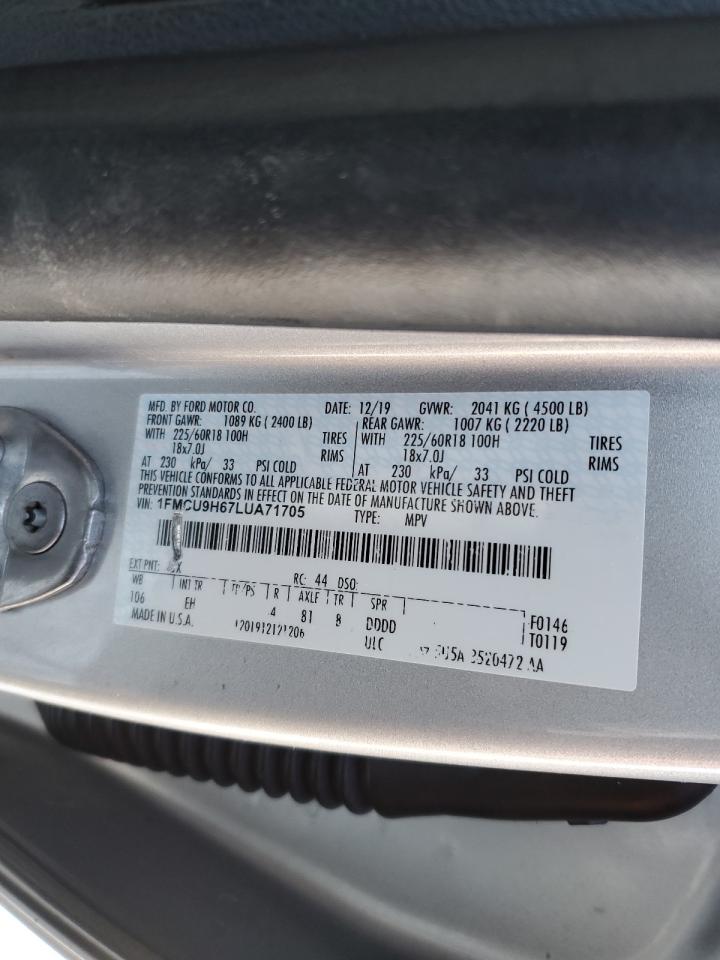 MFD. BY FORD MOTOR CO. DATE: 12/19 GVWR: 2041 KG ( 4500 LB)
FRONT GAWR: 1089 KG ( 2400 LB) REAR GAWR: 1007 KG ( 2220 LB)
WITH 225/60R18 100H TIRES WITH 225/60R18 100H TIRES
18x7.0J RIMS 18x7.0J RIMS
AT 230 kPa/ 33 PSI COLD AT 230 kPa/ 33 PSI COLD
THIS VEHICLE CONFORMS TO ALL APPLICABLE FEDERAL MOTOR VEHICLE SAFETY AND THEFT
PREVENTION STANDARDS IN EFFECT ON THE DATE OF MANUFACTURE SHOWN ABOVE.
VIN: 1FMCU9H67LUA71705 TYPE: MPV
EXT PNT: RC: 44 DSO:
WB INT TR TP/PS R AXLE TR SPR
106 EH 4 81 8 DDDD F0146
MADE IN U.S.A. ULC T0119